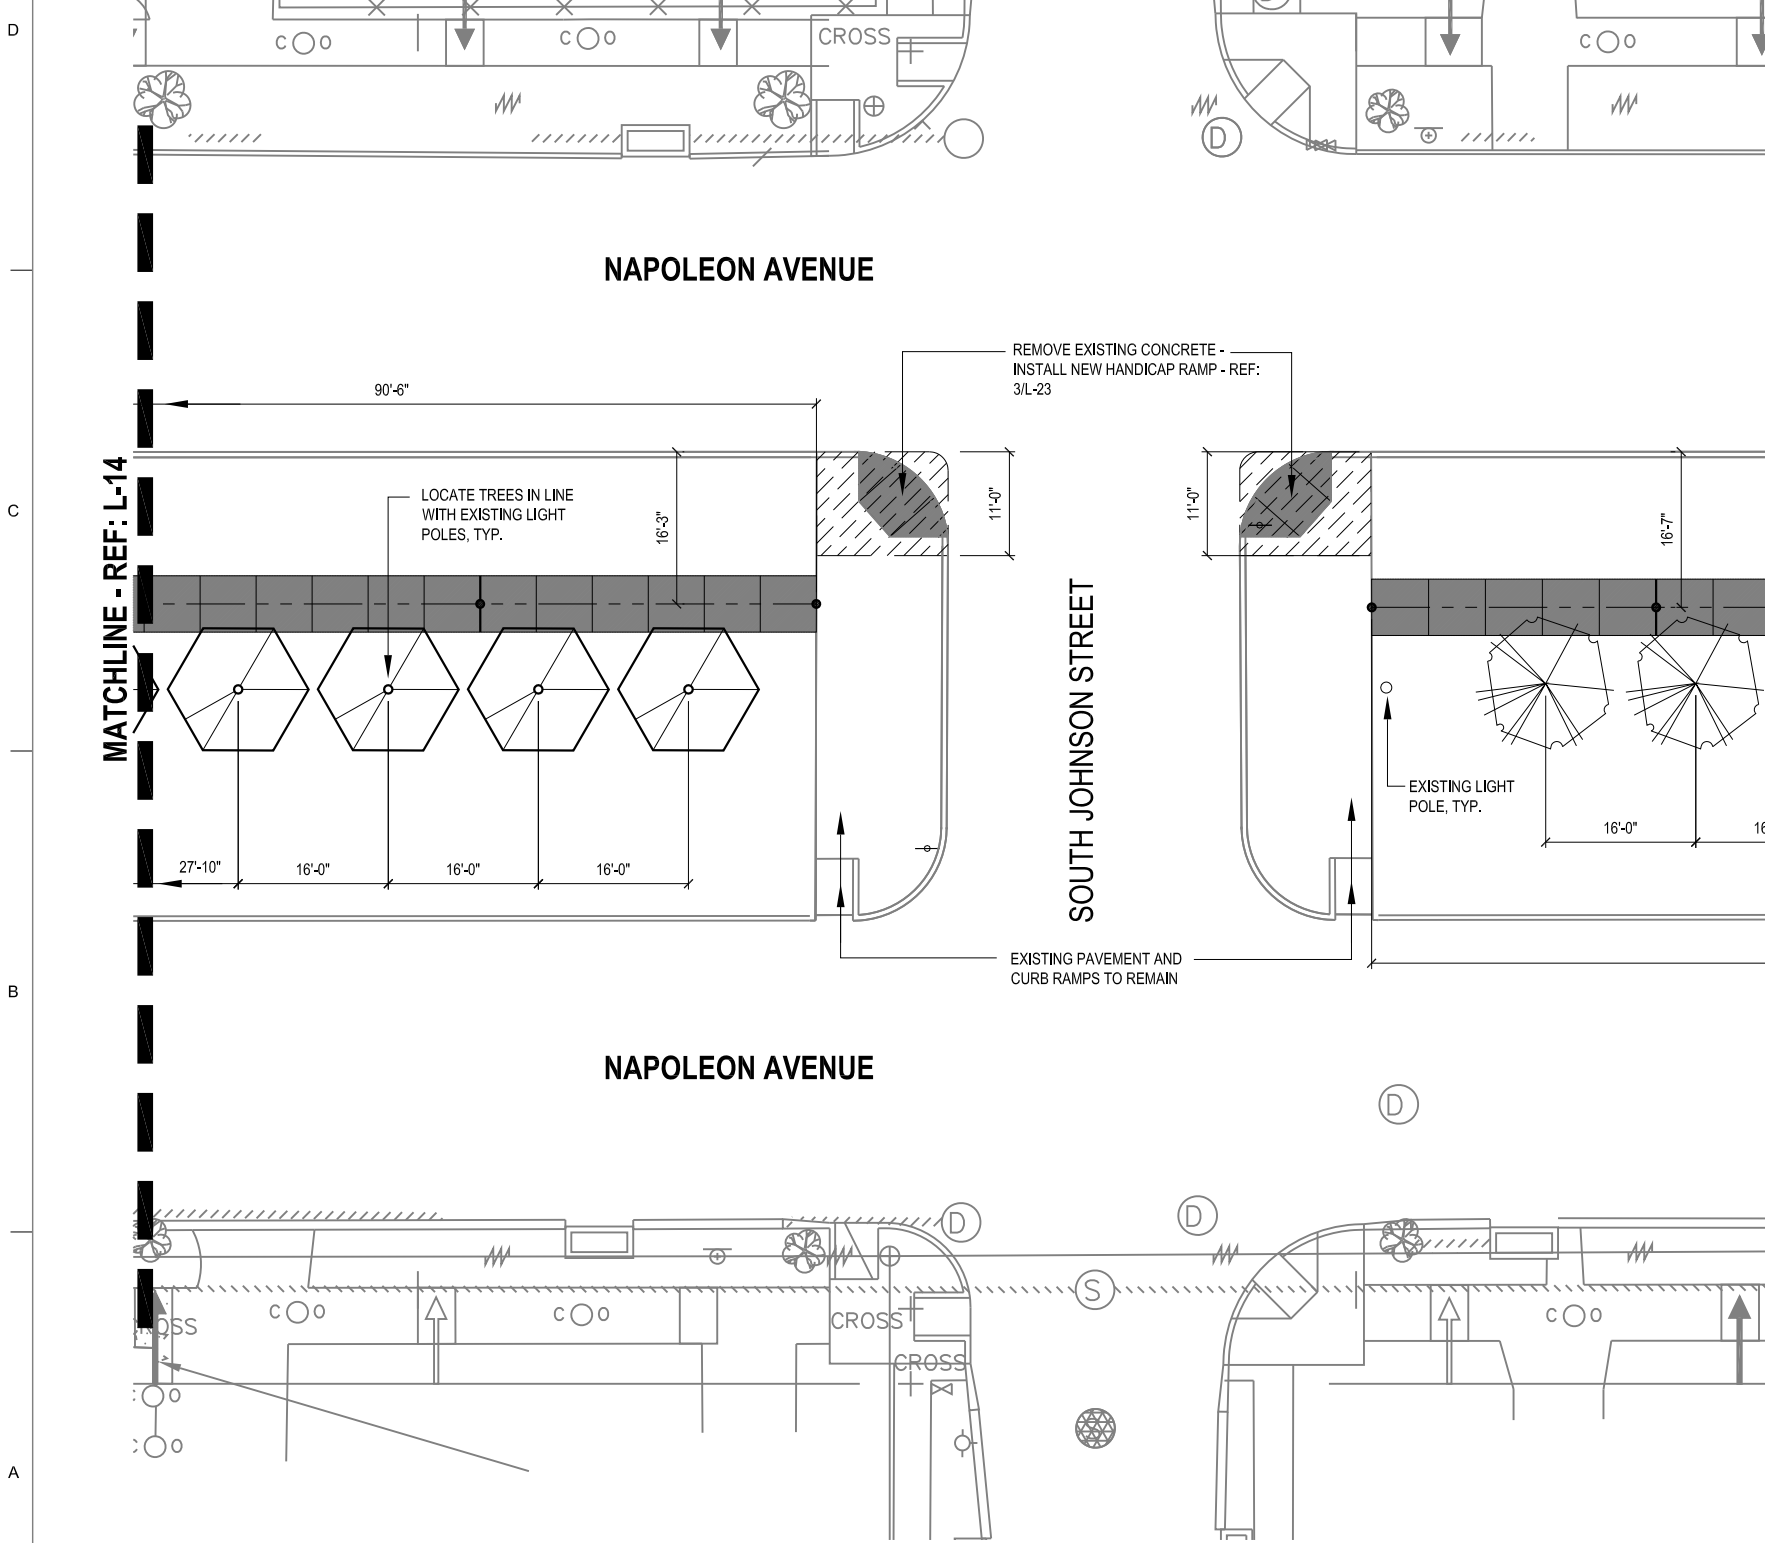 D
C O O
C O O
CROSS
C O O
D
NAPOLEON AVENUE
REMOVE EXISTING CONCRETE -
INSTALL NEW HANDICAP RAMP - REF:
3/L-23
90'-6"
MATCHLINE - REF: L-14
C
LOCATE TREES IN LINE
WITH EXISTING LIGHT
POLES, TYP.
16'-3"
11'-0"
11'-0"
16'-7"
SOUTH JOHNSON STREET
EXISTING LIGHT
POLE, TYP.
16'-0"
27'-10"
16'-0"
16'-0"
16'-0"
EXISTING PAVEMENT AND
CURB RAMPS TO REMAIN
B
NAPOLEON AVENUE
D
D
D
S
C O O
C O O
CROSS
C O O
CROSS
A